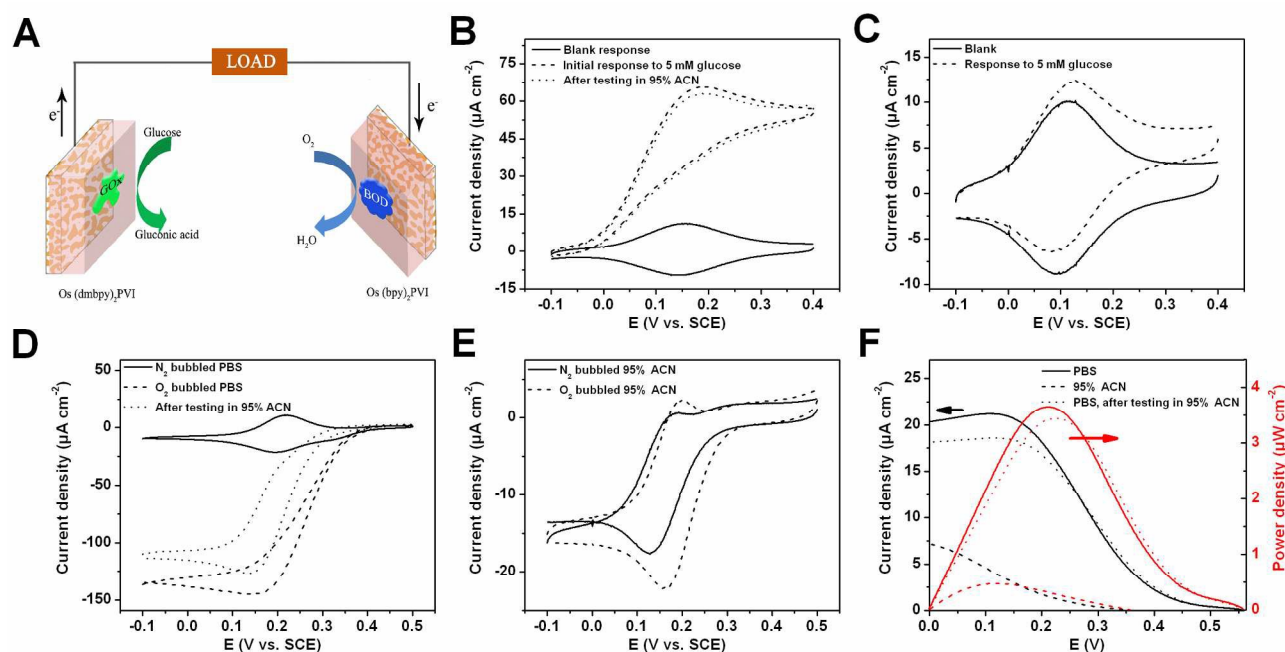 A
LOAD
e-
e-
Glucose
GOx
Gluconic acid
O2
BOD
H2O
Os (dmbpy)2PVI
Os (bpy)2PVI
B
Blank response
Initial response to 5 mM glucose
After testing in 95% ACN
Current density (µA cm-2)
75
60
45
30
15
0
-15
-0.1 0.0 0.1 0.2 0.3 0.4
E (V vs. SCE)
C
Blank
Response to 5 mM glucose
Current density (µA cm-2)
15
10
5
0
-5
-10
-0.1 0.0 0.1 0.2 0.3 0.4
E (V vs. SCE)
D
N2 bubbled PBS
O2 bubbled PBS
After testing in 95% ACN
Current density (µA cm-2)
50
0
-50
-100
-150
-0.1 0.0 0.1 0.2 0.3 0.4 0.5
E (V vs. SCE)
E
N2 bubbled 95% ACN
O2 bubbled 95% ACN
Current density (µA cm-2)
10
0
-10
-20
-0.1 0.0 0.1 0.2 0.3 0.4 0.5
E (V vs. SCE)
F
PBS
95% ACN
PBS, after testing in 95% ACN
Current density (µA cm-2)
25
20
15
10
5
0
0.0 0.1 0.2 0.3 0.4 0.5
E (V)
4
3
2
1
0
Power density (µW cm-2)